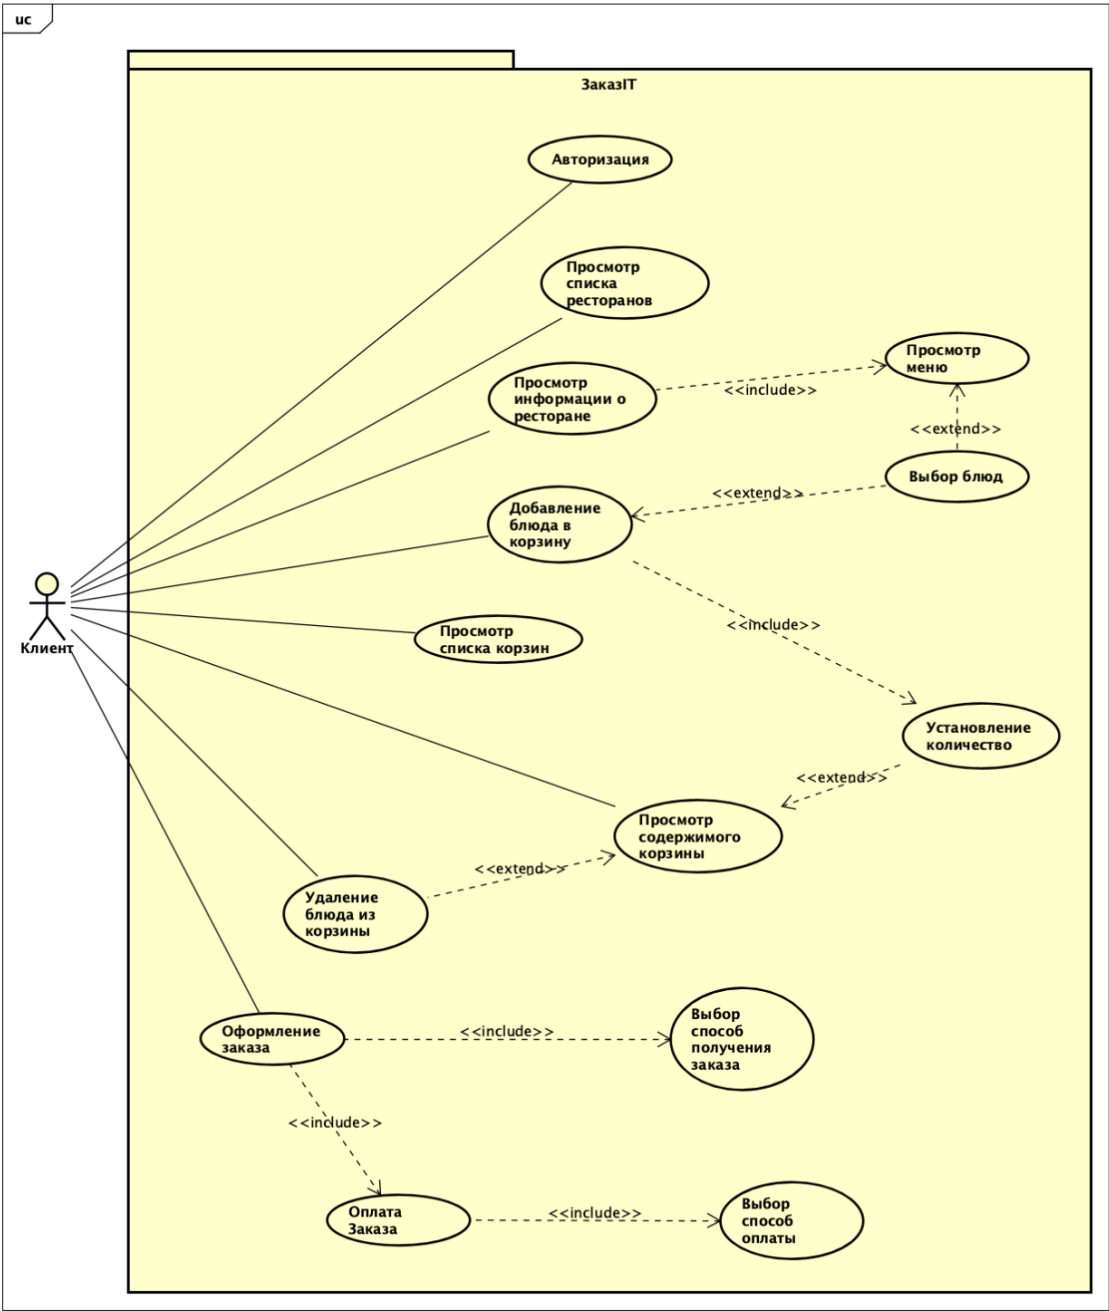 uc
ЗаказIT
Авторизация
Просмотр
списка
ресторанов
Просмотр
информации о
ресторане
<<include>>
Просмотр
меню
<<extend>>
Выбор блюд
<<extend>>
Добавление
блюда в
корзину
<<include>>
Клиент
Просмотр
списка корзин
Установление
количество
<<extend>>
Просмотр
содержимого
корзины
<<extend>>
Удаление
блюда из
корзины
Оформление
заказа
<<include>>
Выбор
способ
получения
заказа
<<include>>
Оплата
Заказа
<<include>>
Выбор
способ
оплаты